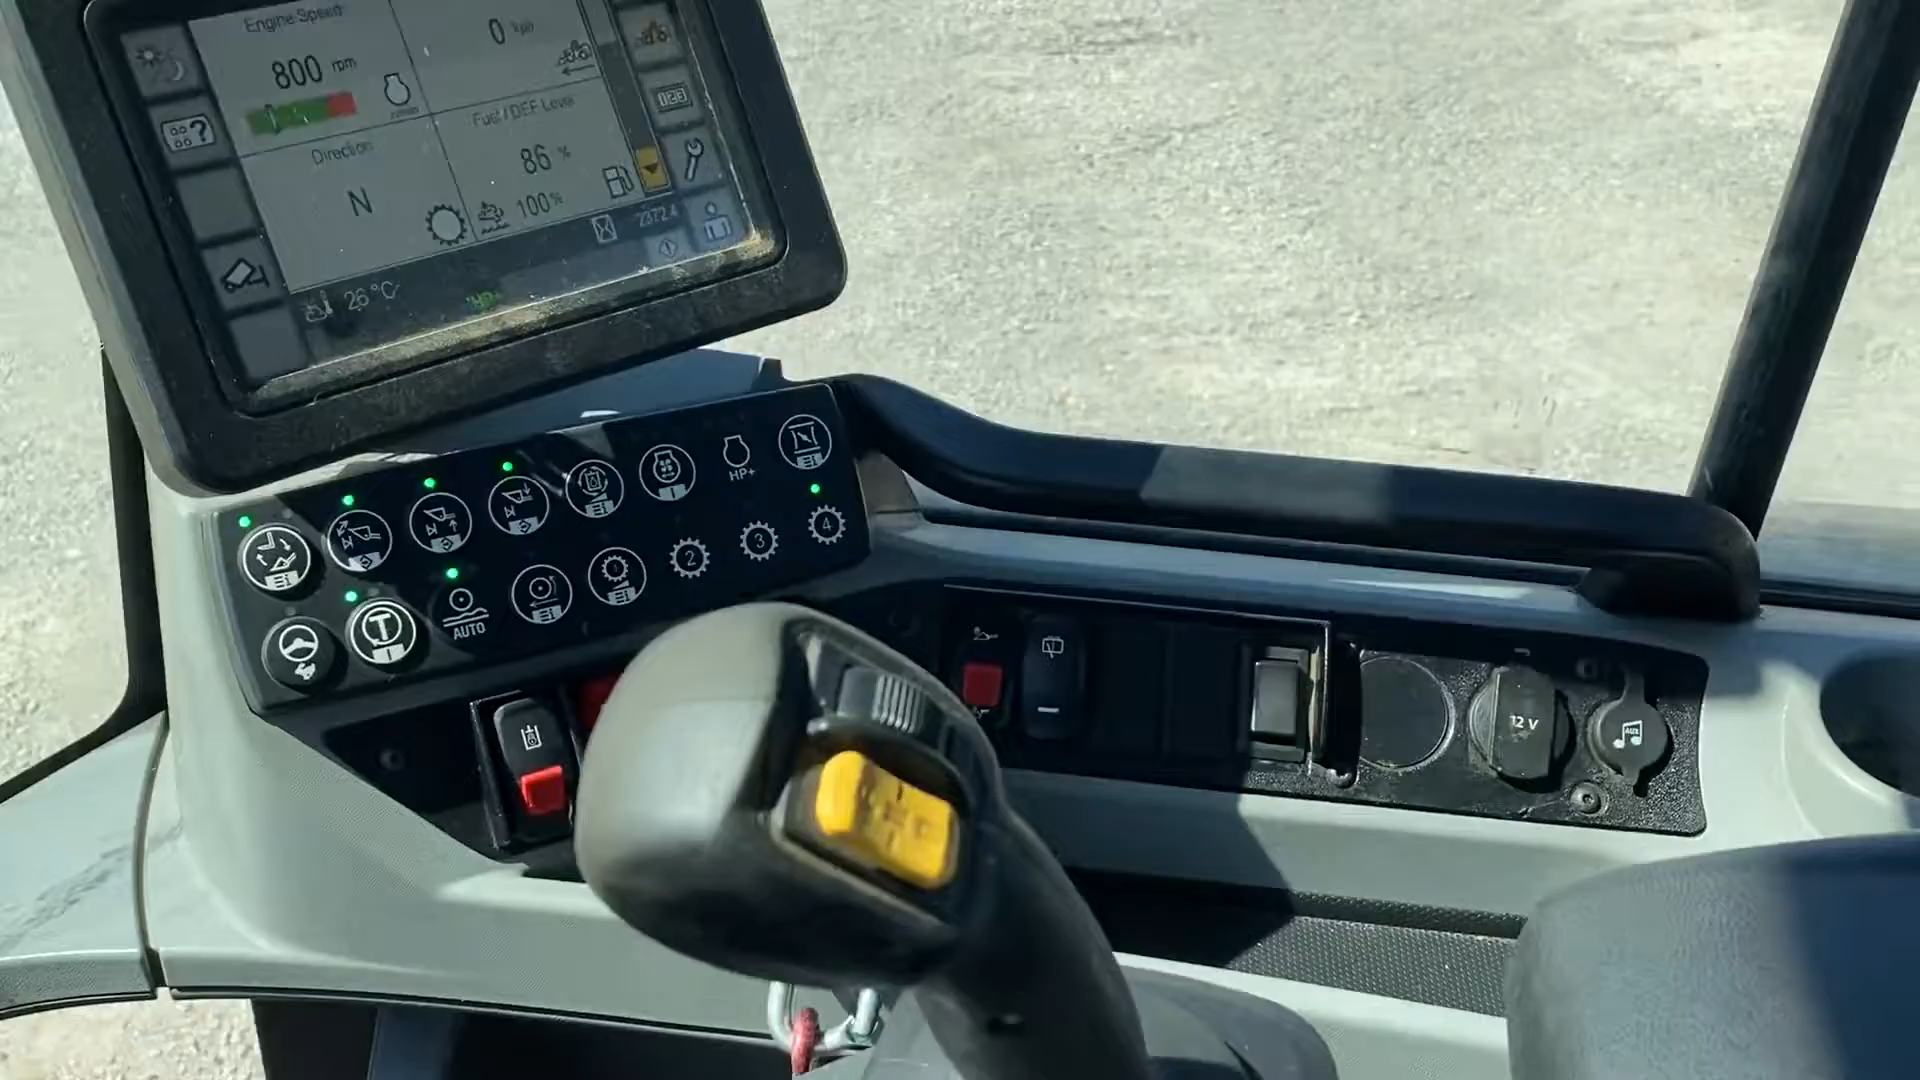 Engine Speed
800 rpm
0
Direction
N
Fuel / DEF Level
86 %
100 %
2372.4
26 °C
HP+
T
AUTO
1
2
3
4
12 V
AUX